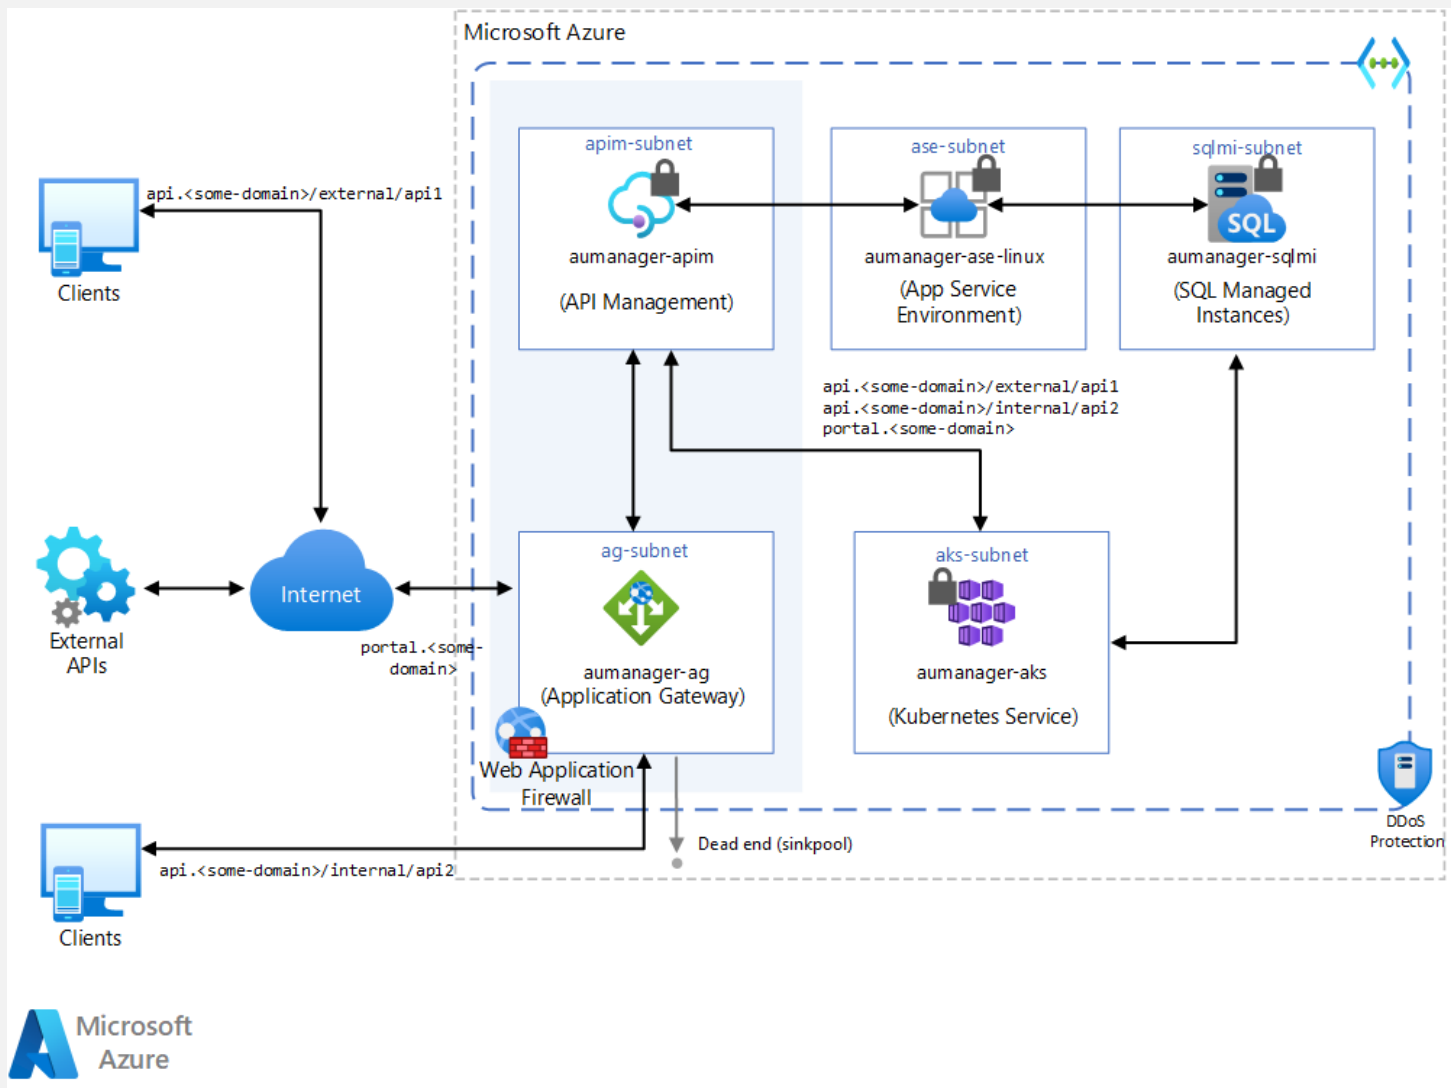 Microsoft Azure
apim-subnet
aumanager-apim
(API Management)
ase-subnet
aumanager-ase-linux
(App Service
Environment)
sqlmi-subnet
SQL
aumanager-sqlmi
(SQL Managed
Instances)
api.<some-domain>/external/api1
Clients
api.<some-domain>/external/api1
api.<some-domain>/internal/api2
portal.<some-domain>
External
APIs
Internet
portal.<some-
domain>
ag-subnet
aumanager-ag
(Application Gateway)
aks-subnet
aumanager-aks
(Kubernetes Service)
Web Application
Firewall
DDoS
Protection
Dead end (sinkpool)
api.<some-domain>/internal/api2
Clients
Microsoft
Azure